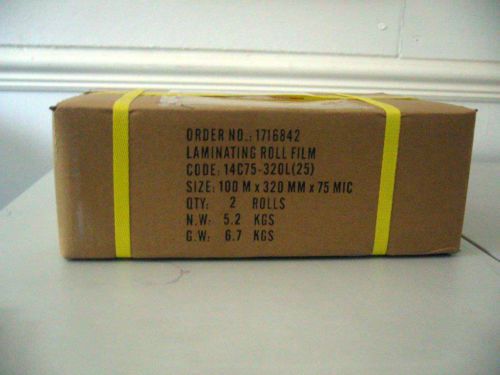 ORDER NO.: 1716842
LAMINATING ROLL FILM
CODE: 14C75-320L(25)
SIZE: 100 M x 320 MM x 75 MIC
QTY: 2 ROLLS
N.W: 5.2 KGS
G.W: 6.7 KGS